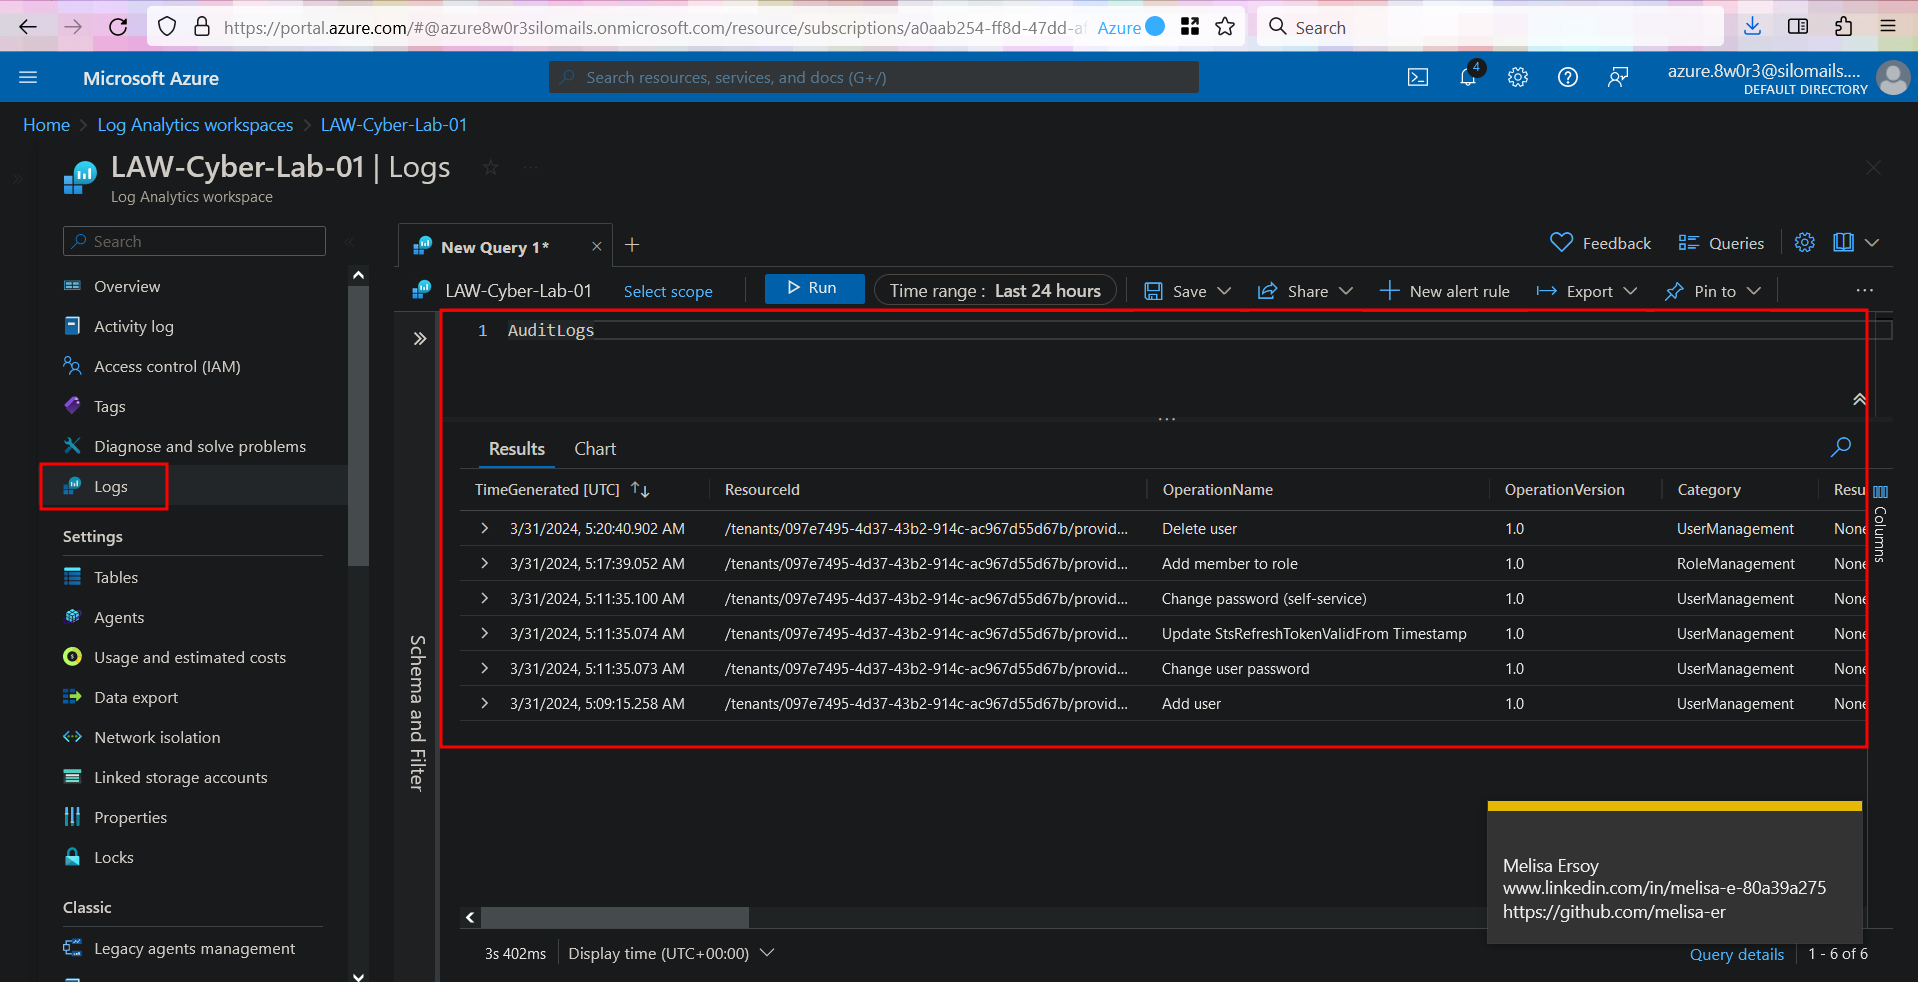 https://portal.azure.com/#@azure8w0r3silomails.onmicrosoft.com/resource/subscriptions/a0aab254-ff8d-47dd-a
Azure
Search
Microsoft Azure
Search resources, services, and docs (G+/)
4
azure.8w0r3@silomails....
DEFAULT DIRECTORY
Home > Log Analytics workspaces > LAW-Cyber-Lab-01
LAW-Cyber-Lab-01 | Logs
Log Analytics workspace
Search
Overview
Activity log
Access control (IAM)
Tags
Diagnose and solve problems
Logs
Settings
Tables
Agents
Usage and estimated costs
Data export
Network isolation
Linked storage accounts
Properties
Locks
Classic
Legacy agents management
New Query 1*
Feedback
Queries
LAW-Cyber-Lab-01
Select scope
Run
Time range : Last 24 hours
Save
Share
New alert rule
Export
Pin to
Schema and Filter
1 AuditLogs
Results Chart
TimeGenerated [UTC] ResourceId OperationName OperationVersion Category Resu
3/31/2024, 5:20:40.902 AM /tenants/097e7495-4d37-43b2-914c-ac967d55d67b/provid... Delete user 1.0 UserManagement None
3/31/2024, 5:17:39.052 AM /tenants/097e7495-4d37-43b2-914c-ac967d55d67b/provid... Add member to role 1.0 RoleManagement None
3/31/2024, 5:11:35.100 AM /tenants/097e7495-4d37-43b2-914c-ac967d55d67b/provid... Change password (self-service) 1.0 UserManagement None
3/31/2024, 5:11:35.074 AM /tenants/097e7495-4d37-43b2-914c-ac967d55d67b/provid... Update StsRefreshTokenValidFrom Timestamp 1.0 UserManagement None
3/31/2024, 5:11:35.073 AM /tenants/097e7495-4d37-43b2-914c-ac967d55d67b/provid... Change user password 1.0 UserManagement None
3/31/2024, 5:09:15.258 AM /tenants/097e7495-4d37-43b2-914c-ac967d55d67b/provid... Add user 1.0 UserManagement None
Columns
Melisa Ersoy
www.linkedin.com/in/melisa-e-80a39a275
https://github.com/melisa-er
3s 402ms
Display time (UTC+00:00)
Query details
1 - 6 of 6